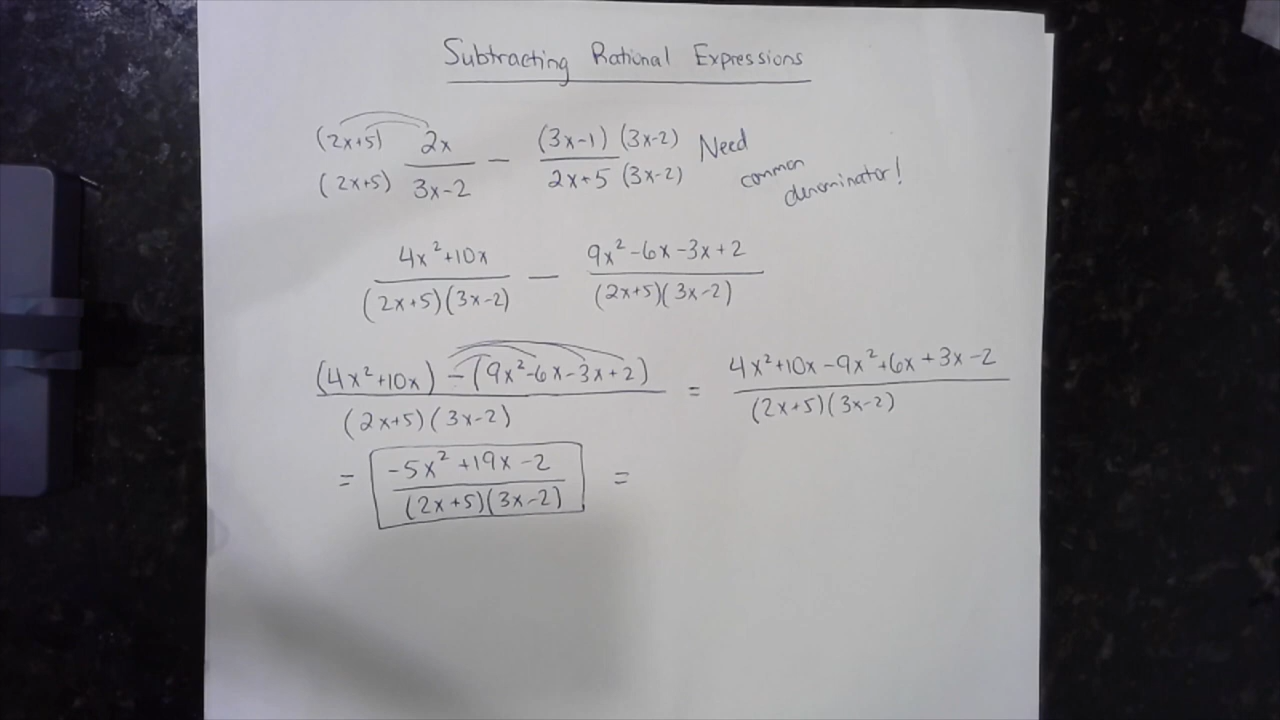 Subtracting Rational Expressions
(2x+5) 2x (3x-1) (3x-2) Need
— common
(2x+5) 3x-2 2x+5 (3x-2) denominator!
4x²+10x — 9x²-6x-3x+2
(2x+5)(3x-2) (2x+5)(3x-2)
(4x²+10x) - (9x²-6x-3x+2) = 4x²+10x-9x²+6x+3x-2
(2x+5)(3x-2) (2x+5)(3x-2)
= -5x²+19x-2 =
(2x+5)(3x-2)